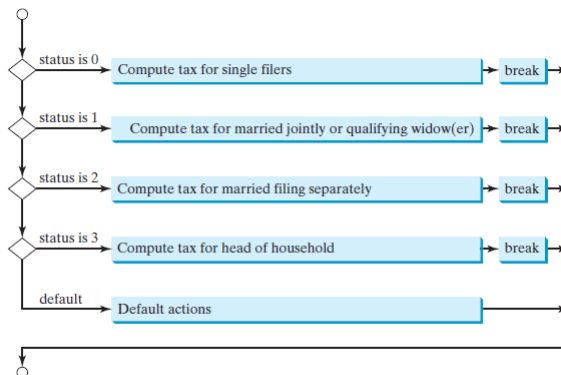 status is 0 Compute tax for single filers break
status is 1 Compute tax for married jointly or qualifying widow(er) break
status is 2 Compute tax for married filing separately break
status is 3 Compute tax for head of household break
default Default actions